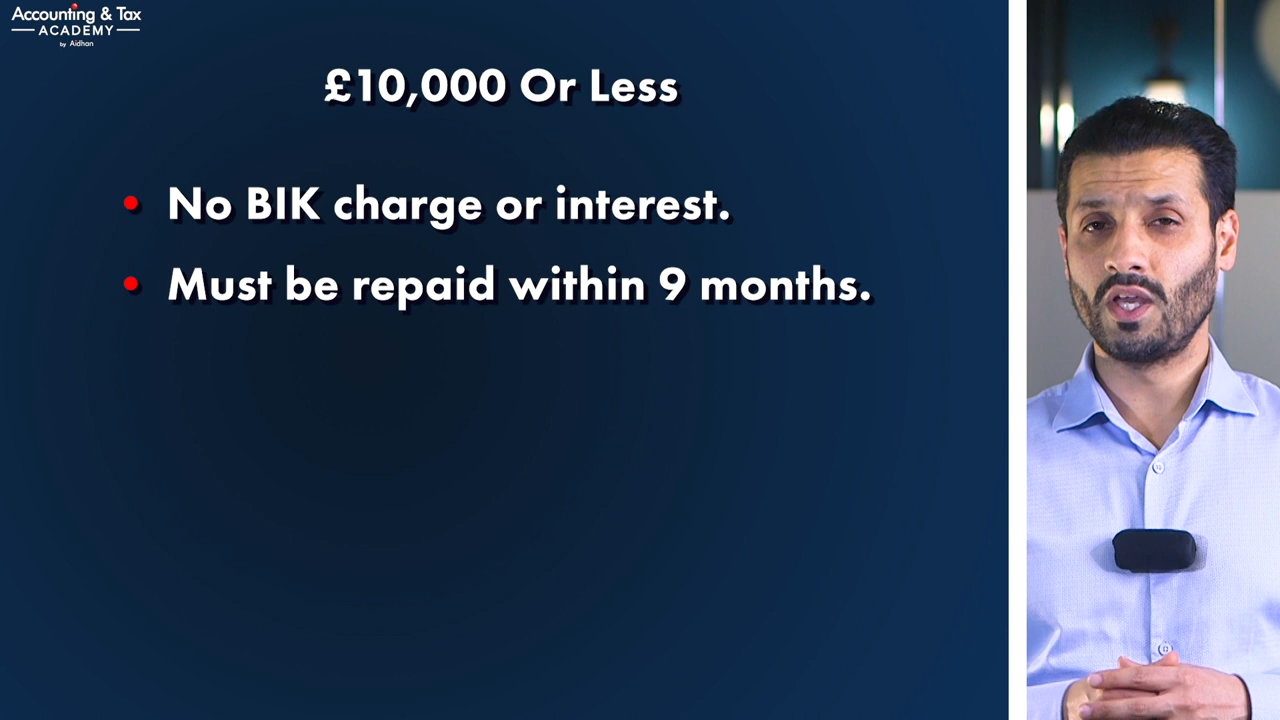 Accounting & Tax
ACADEMY
by Aidhan
£10,000 Or Less
• No BIK charge or interest.
• Must be repaid within 9 months.